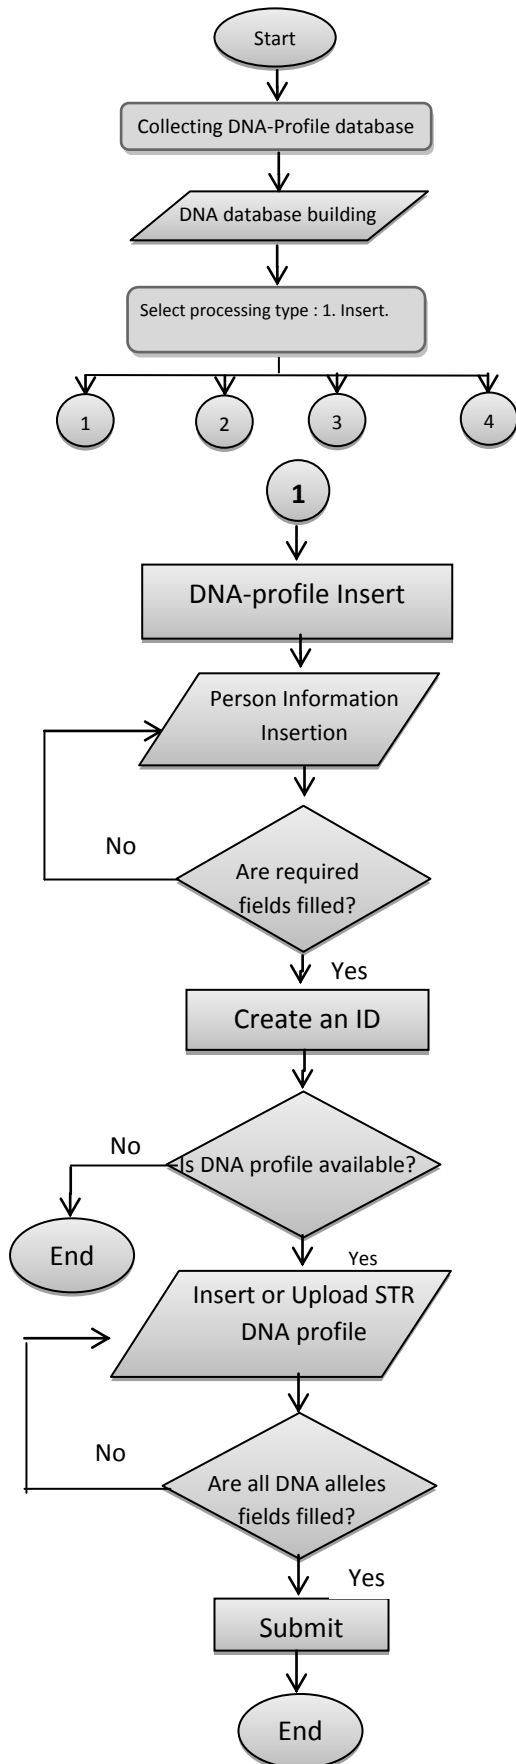 Start
Collecting DNA-Profile database
DNA database building
Select processing type : 1. Insert.
1
2
3
4
1
DNA-profile Insert
Person Information
Insertion
No
Are required
fields filled?
Yes
Create an ID
No
Is DNA profile available?
End
Yes
Insert or Upload STR
DNA profile
No
Are all DNA alleles
fields filled?
Yes
Submit
End